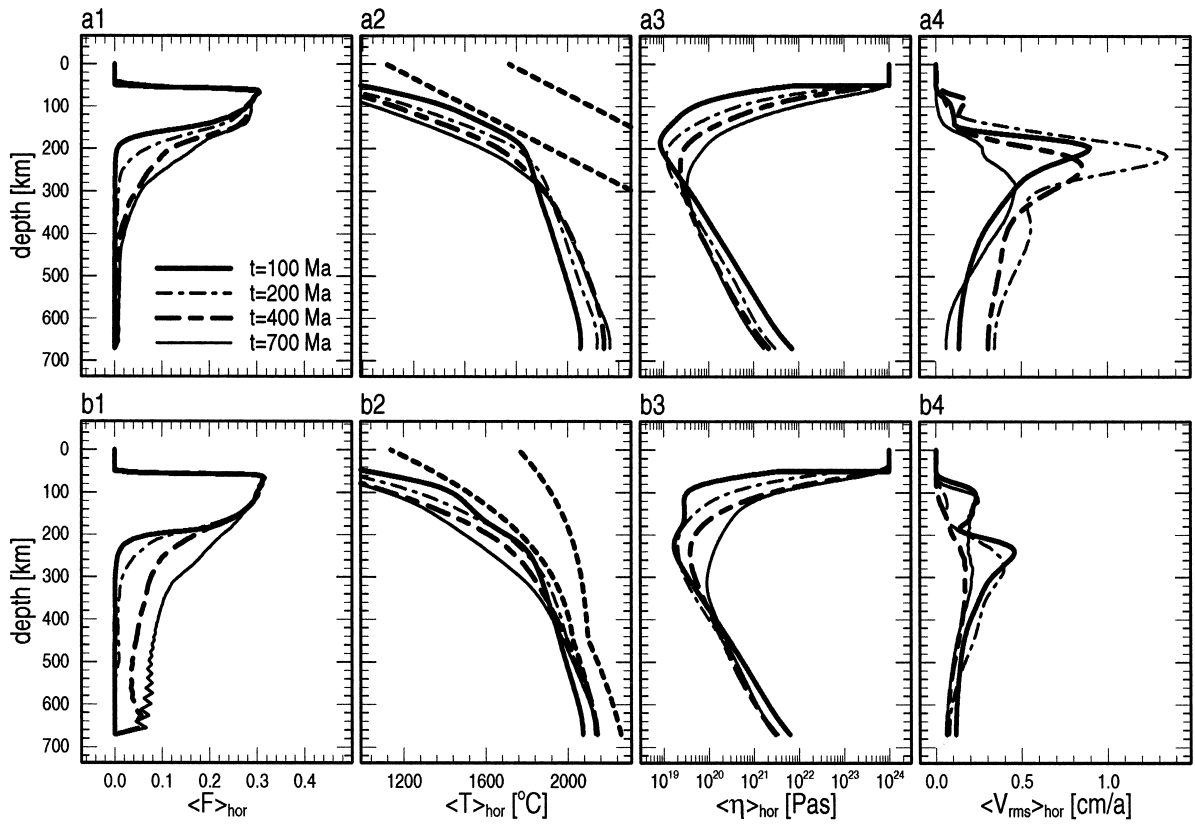 a1 a2 a3 a4
0
100
200
300
400
500
600
700
depth [km]
t=100 Ma
t=200 Ma
t=400 Ma
t=700 Ma
b1 b2 b3 b4
0
100
200
300
400
500
600
700
depth [km]
0.0 0.1 0.2 0.3 0.4
1200 1600 2000
10¹⁹ 10²⁰ 10²¹ 10²² 10²³ 10²⁴
0.0 0.5 1.0
<F>hor
<T>hor [°C]
<η>hor [Pas]
<Vrms>hor [cm/a]